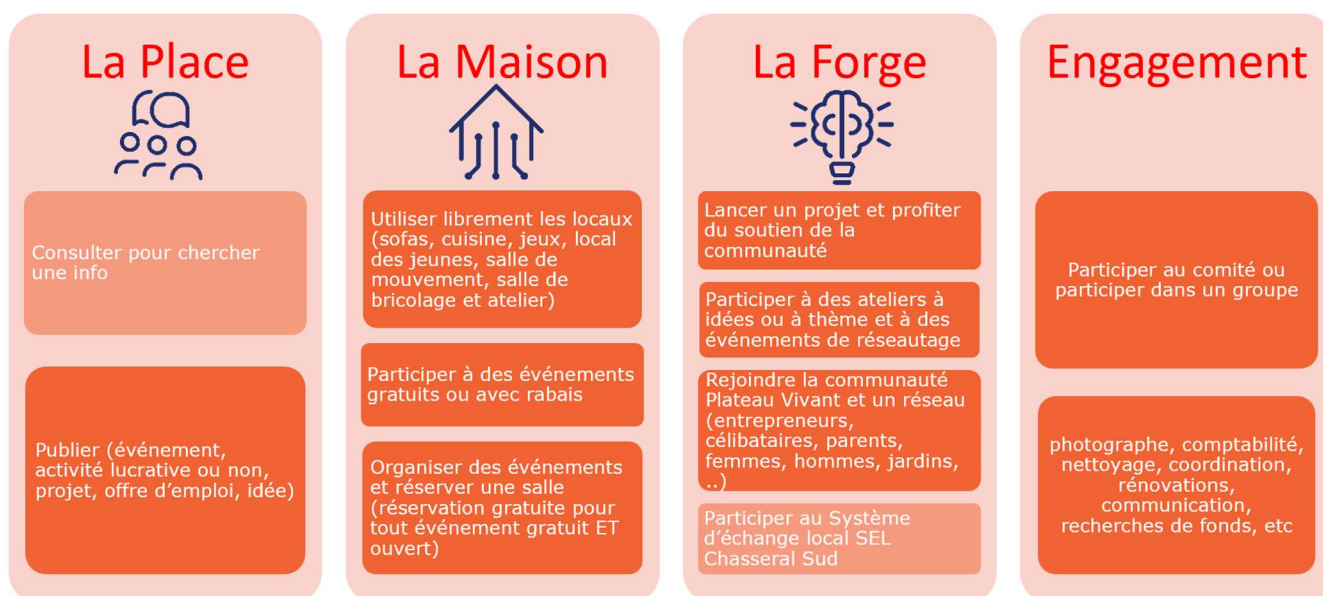 La Place
Consulter pour chercher
une info
Publier (événement,
activité lucrative ou non,
projet, offre d'emploi, idée)
La Maison
Utiliser librement les locaux
(sofas, cuisine, jeux, local
des jeunes, salle de
mouvement, salle de
bricolage et atelier)
Participer à des événements
gratuits ou avec rabais
Organiser des événements
et réserver une salle
(réservation gratuite pour
tout événement gratuit ET
ouvert)
La Forge
Lancer un projet et profiter
du soutien de la
communauté
Participer à des ateliers à
idées ou à thème et à des
événements de réseautage
Rejoindre la communauté
Plateau Vivant et un réseau
(entrepreneurs,
célibataires, parents,
femmes, hommes, jardins,
..)
Participer au Système
d'échange local SEL
Chasseral Sud
Engagement
Participer au comité ou
participer dans un groupe
photographe, comptabilité,
nettoyage, coordination,
rénovations,
communication,
recherches de fonds, etc